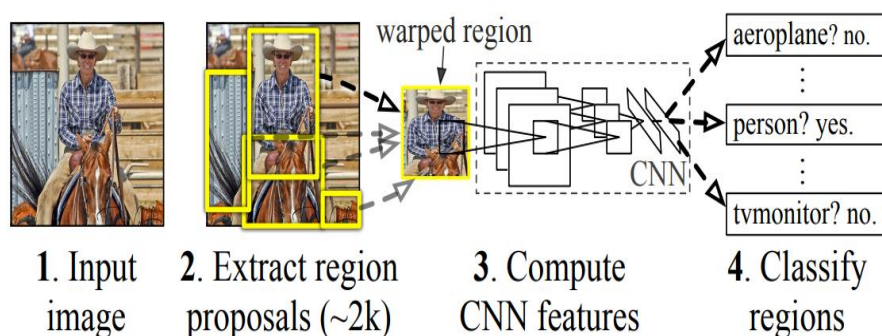 warped region
aeroplane? no.
person? yes.
CNN
tvmonitor? no.
1. Input
image
2. Extract region
proposals (~2k)
3. Compute
CNN features
4. Classify
regions